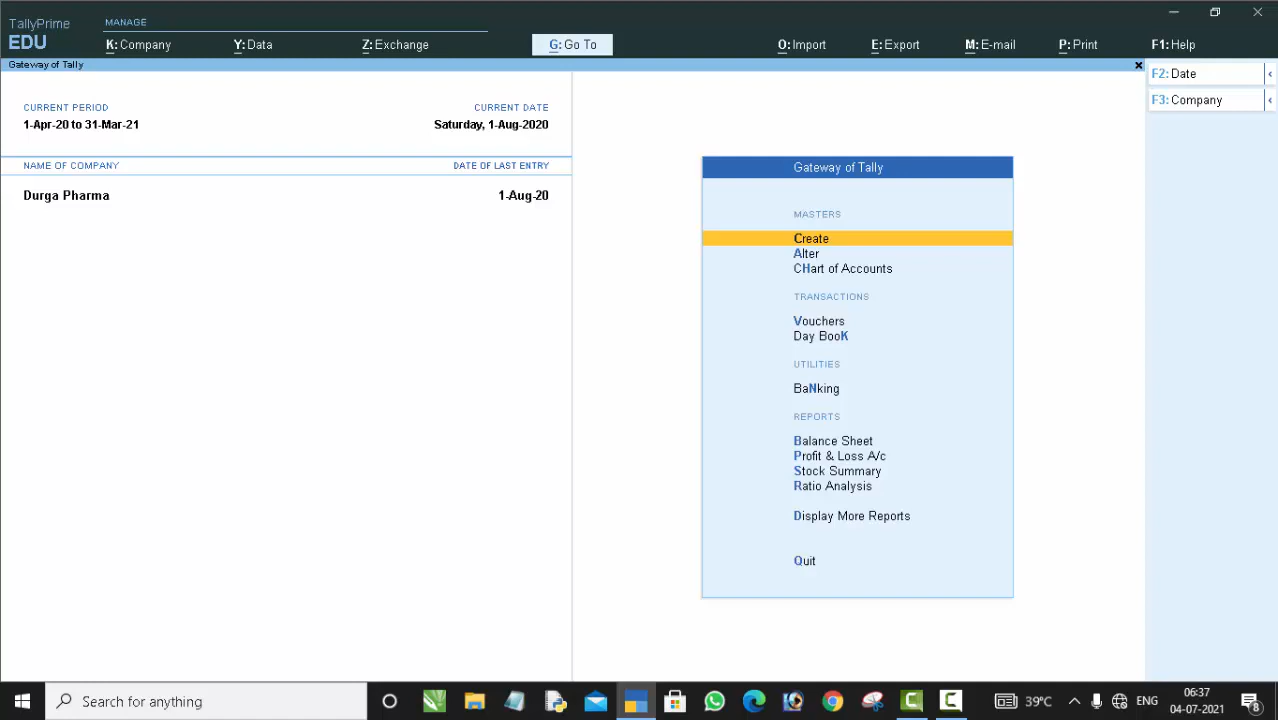 TallyPrime
EDU
MANAGE
K: Company
Y: Data
Z: Exchange
G: Go To
O: Import
E: Export
M: E-mail
P: Print
F1: Help
Gateway of Tally
F2: Date
F3: Company
CURRENT PERIOD
CURRENT DATE
1-Apr-20 to 31-Mar-21
Saturday, 1-Aug-2020
NAME OF COMPANY
DATE OF LAST ENTRY
Durga Pharma
1-Aug-20
Gateway of Tally
MASTERS
Create
Alter
CHart of Accounts
TRANSACTIONS
Vouchers
Day BooK
UTILITIES
BaNking
REPORTS
Balance Sheet
Profit & Loss A/c
Stock Summary
Ratio Analysis
Display More Reports
Quit
Search for anything
39°C
ENG
06:37
04-07-2021
8